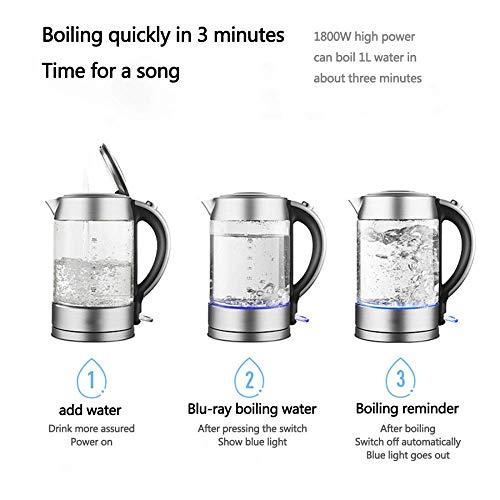 Boiling quickly in 3 minutes
Time for a song
1800W high power
can boil 1L water in
about three minutes
1
add water
Drink more assured
Power on
2
Blu-ray boiling water
After pressing the switch
Show blue light
3
Boiling reminder
After boiling
Switch off automatically
Blue light goes out